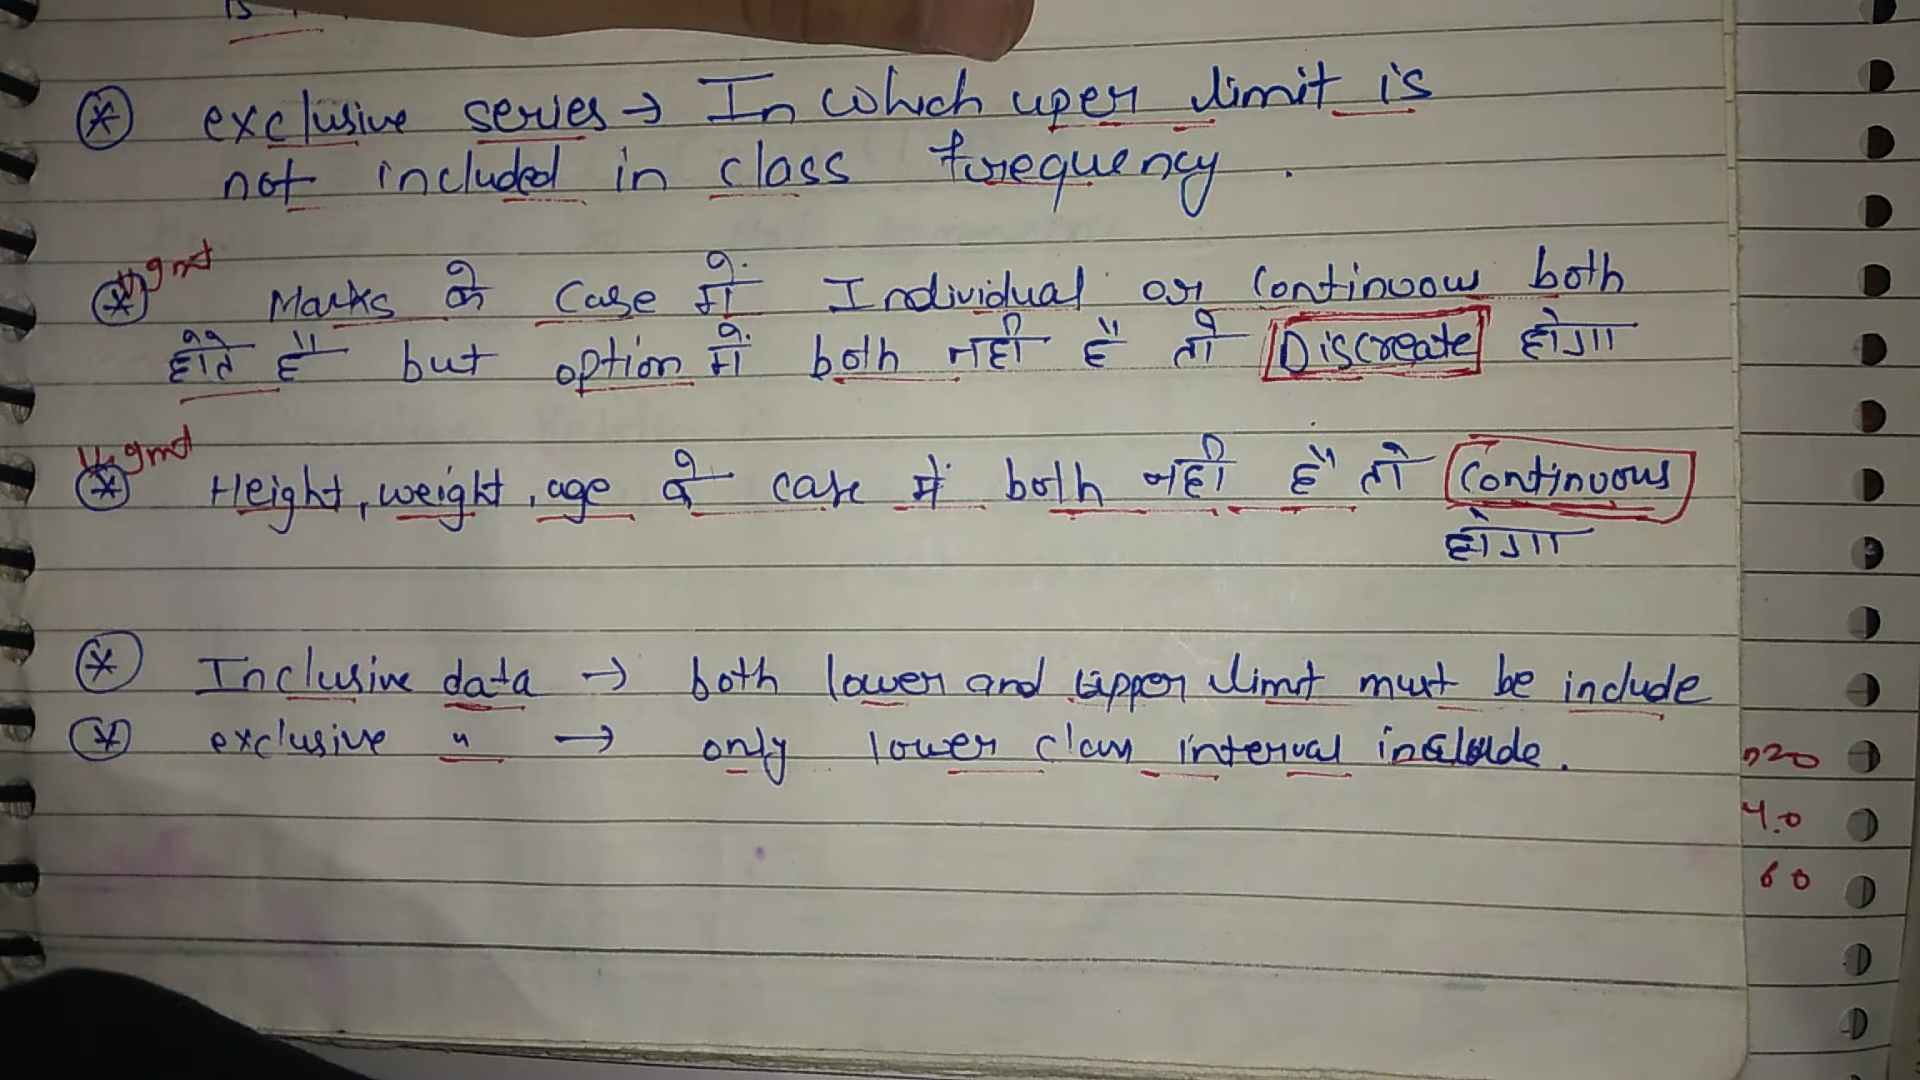 * exclusive series → In which uper limit is
not included in class frequency .
* Marks के Case में Individual or Continuous both
होते है but option में both नही है तो Discreate होगा
* Height, weight, age के case में both नही है तो Continuous
होगा
* Inclusive data → both lower and upper limit must be include
* exclusive " → only lower class interval include.
20
40
60